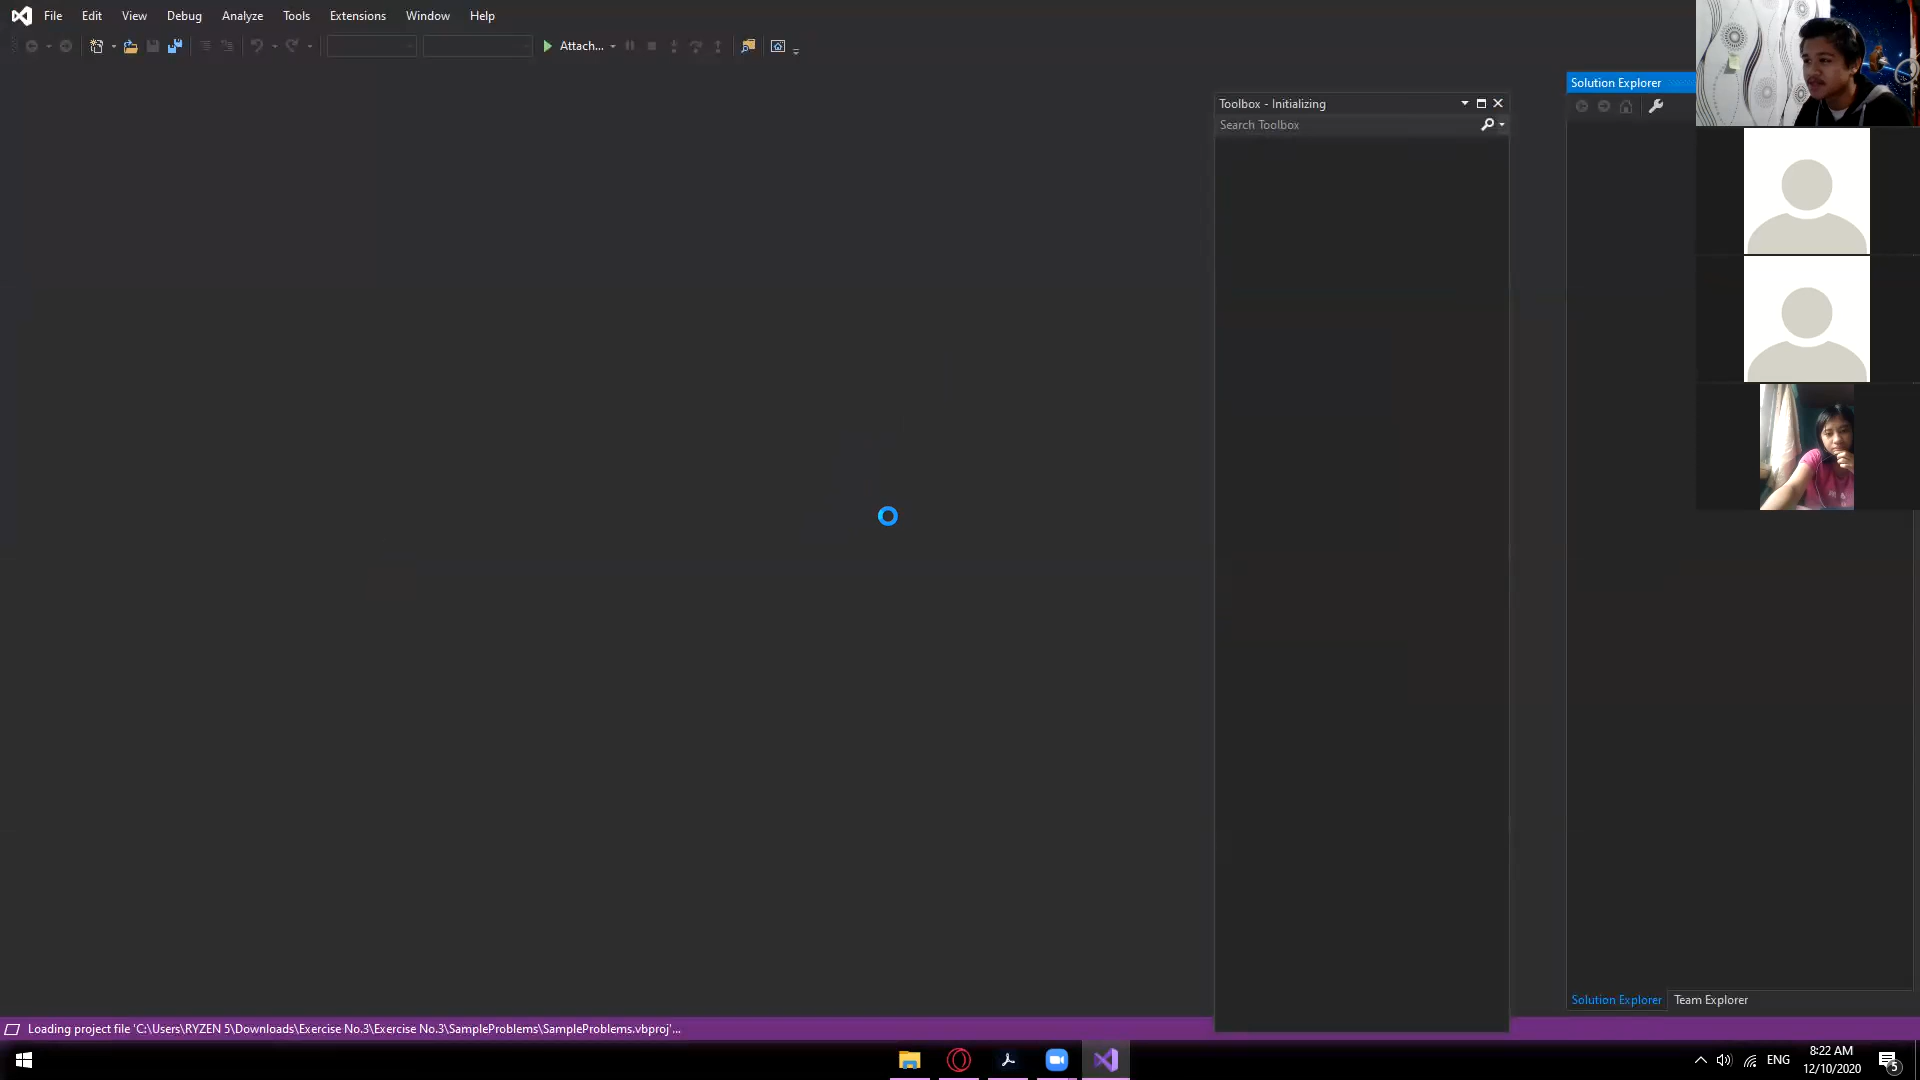 File Edit View Debug Analyze Tools Extensions Window Help
Attach...
Solution Explorer
Toolbox - Initializing
Search Toolbox
Solution Explorer Team Explorer
Loading project file 'C:\Users\RYZEN 5\Downloads\Exercise No.3\Exercise No.3\SampleProblems\SampleProblems.vbproj'...
ENG
8:22 AM
12/10/2020
5